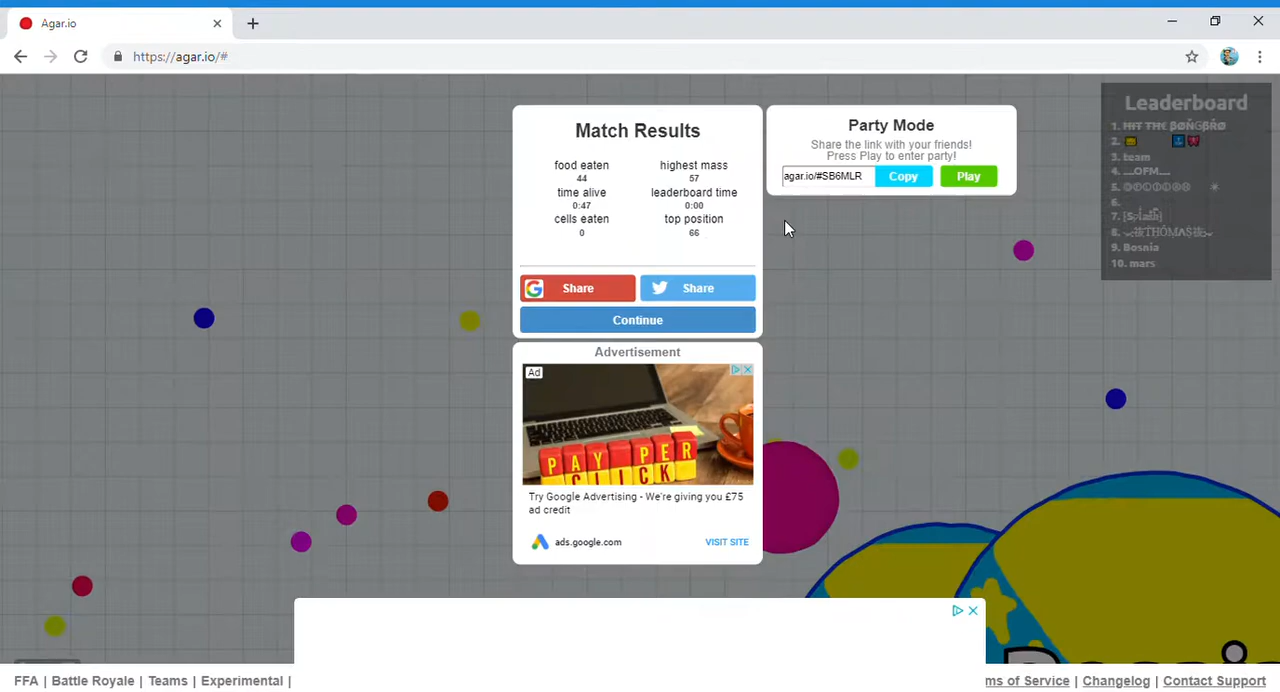 Agar.io
https://agar.io/#
Match Results
food eaten
44
highest mass
57
time alive
0:47
leaderboard time
0:00
cells eaten
0
top position
66
Share
Share
Continue
Party Mode
Share the link with your friends!
Press Play to enter party!
agar.io/#SB6MLR
Copy
Play
Leaderboard
1. HIT THE
2.
3. team
4. __OFM__
5.
6.
7.
8.
9. Bosnia
10. mars
Advertisement
Ad
PAY PER
CLICK
Try Google Advertising - We're giving you £75
ad credit
ads.google.com
VISIT SITE
FFA | Battle Royale | Teams | Experimental |
ms of Service | Changelog | Contact Support